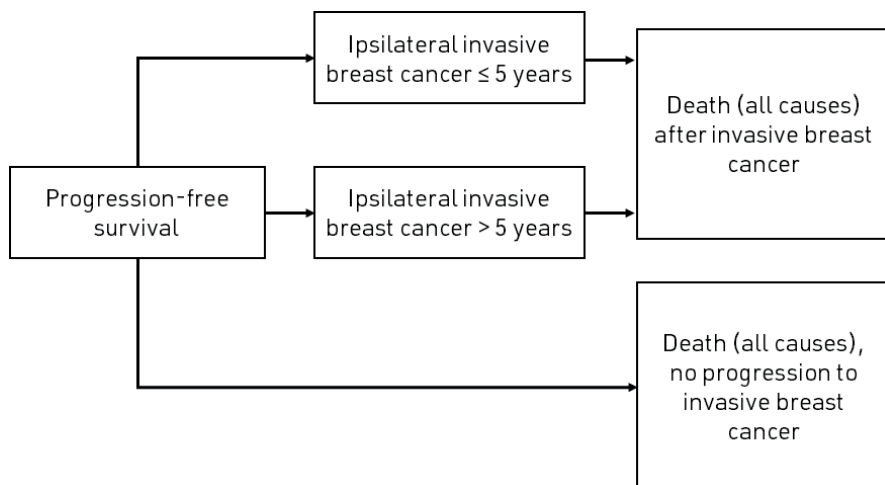 Ipsilateral invasive
breast cancer ≤ 5 years
Death (all causes)
after invasive breast
cancer
Progression-free
survival
Ipsilateral invasive
breast cancer > 5 years
Death (all causes),
no progression to
invasive breast
cancer